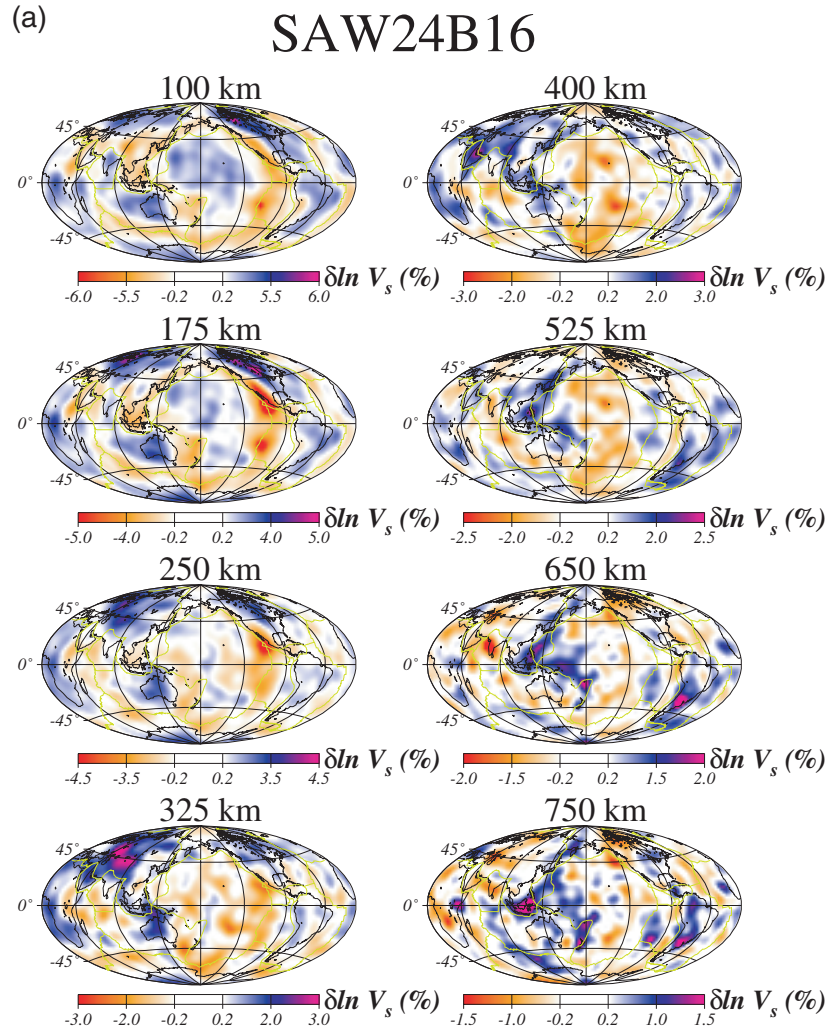 (a)
SAW24B16
100 km
45˚
0˚
-45
-6.0 -5.5 -0.2 0.2 5.5 6.0
δln Vs (%)
175 km
45˚
0˚
-45
-5.0 -4.0 -0.2 0.2 4.0 5.0
δln Vs (%)
250 km
45˚
0˚
-45
-4.5 -3.5 -0.2 0.2 3.5 4.5
δln Vs (%)
325 km
45˚
0˚
-45
-3.0 -2.0 -0.2 0.2 2.0 3.0
δln Vs (%)
400 km
45˚
0˚
-45
-3.0 -2.0 -0.2 0.2 2.0 3.0
δln Vs (%)
525 km
45˚
0˚
-45
-2.5 -2.0 -0.2 0.2 2.0 2.5
δln Vs (%)
650 km
45˚
0˚
-45
-2.0 -1.5 -0.2 0.2 1.5 2.0
δln Vs (%)
750 km
45˚
0˚
-45
-1.5 -1.0 -0.2 0.2 1.0 1.5
δln Vs (%)